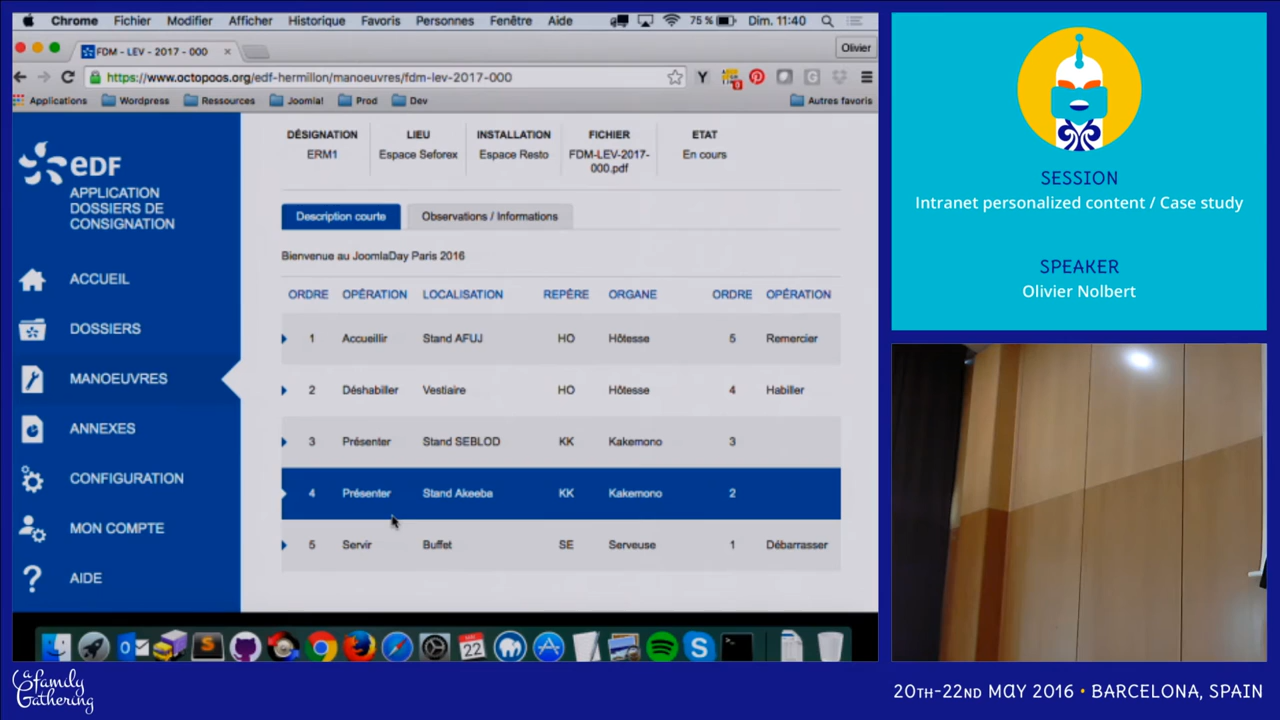 Chrome Fichier Modifier Afficher Historique Favoris Personnes Fenêtre Aide 75 % Dim. 11:40
FDM - LEV - 2017 - 000
Olivier
https://www.octopoos.org/edf-hermillon/manoeuvres/fdm-lev-2017-000
Applications Wordpress Ressources Joomla! Prod Dev Autres favoris
eDF
APPLICATION
DOSSIERS DE
CONSIGNATION
ACCUEIL
DOSSIERS
MANOEUVRES
ANNEXES
CONFIGURATION
MON COMPTE
AIDE
DÉSIGNATION LIEU INSTALLATION FICHIER ETAT
ERM1 Espace Seforex Espace Resto FDM-LEV-2017-
000.pdf
En cours
Description courte Observations / Informations
Bienvenue au JoomlaDay Paris 2016
ORDRE OPÉRATION LOCALISATION REPÈRE ORGANE ORDRE OPÉRATION
1 Accueillir Stand AFUJ HO Hôtesse 5 Remercier
2 Déshabiller Vestiaire HO Hôtesse 4 Habiller
3 Présenter Stand SEBLOD KK Kakemono 3
4 Présenter Stand Akeeba KK Kakemono 2
5 Servir Buffet SE Serveuse 1 Débarrasser
22
SESSION
Intranet personalized content / Case study
SPEAKER
Olivier Nolbert
a Family
Gathering
20TH-22ND MAY 2016 • BARCELONA, SPAIN